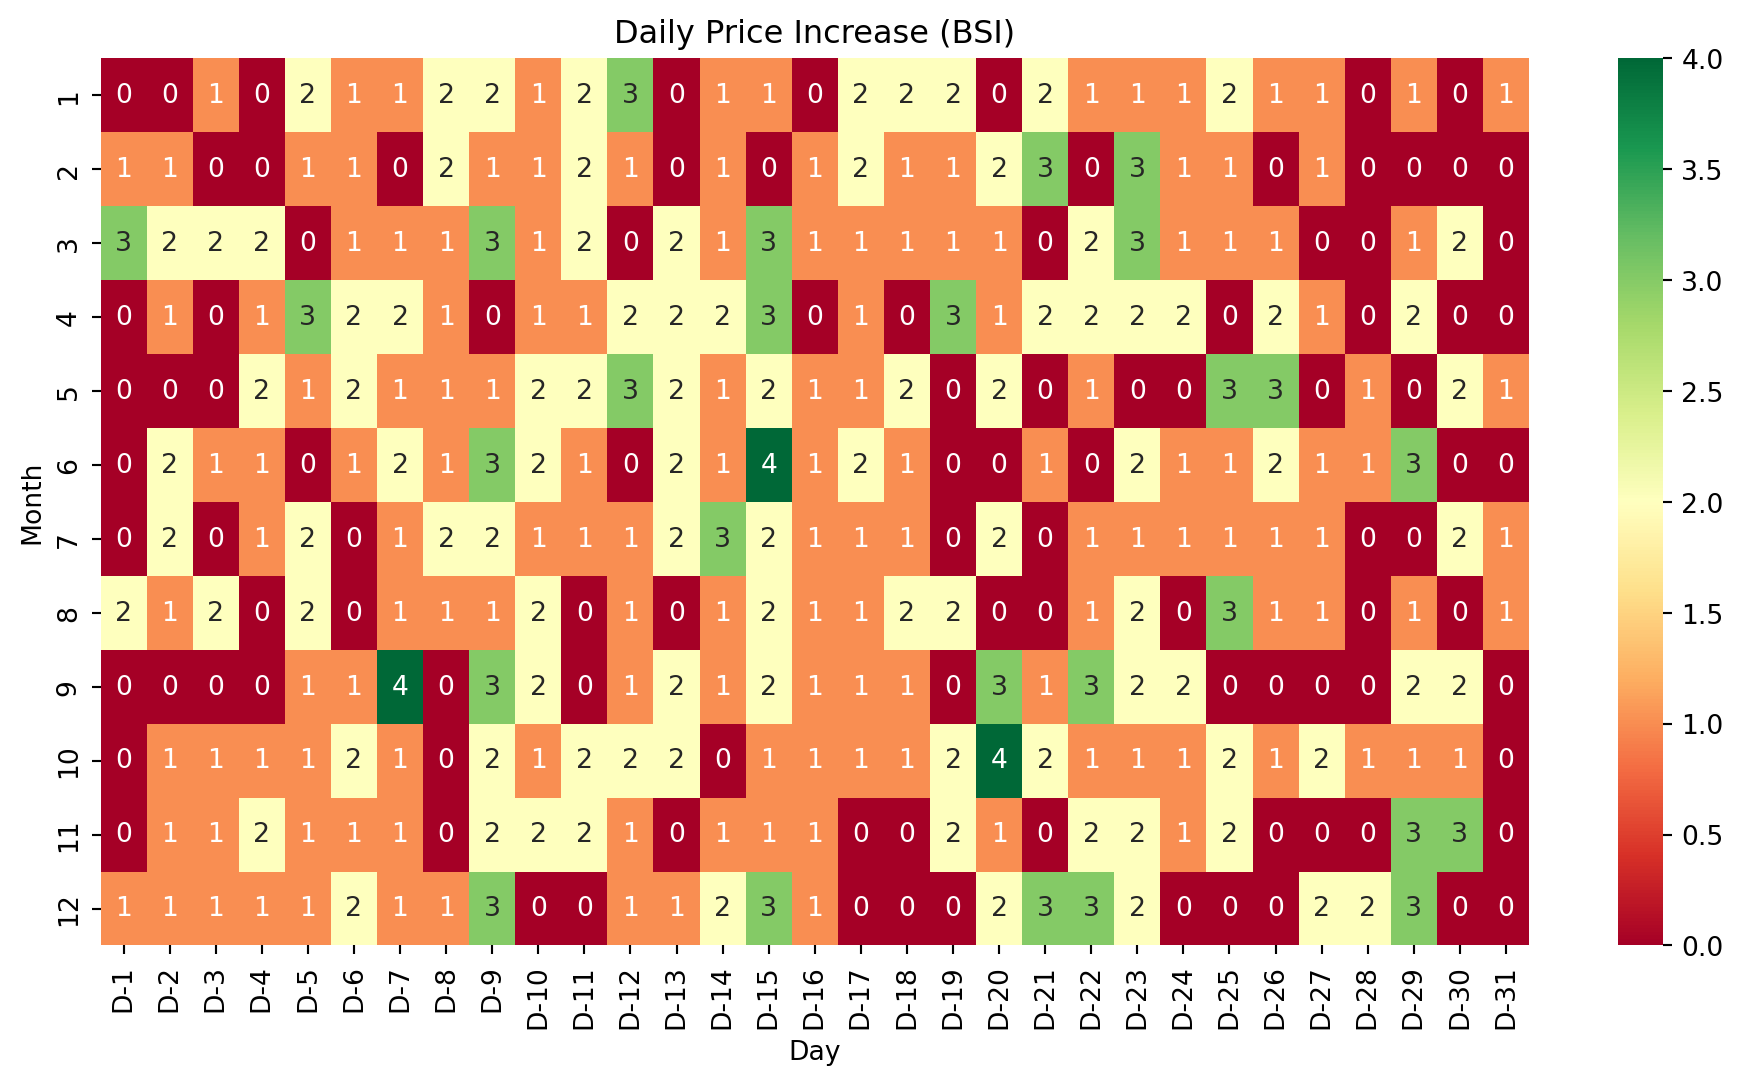 Daily Price Increase (BSI)
1 0 0 1 0 2 1 1 2 2 1 2 3 0 1 1 0 2 2 2 0 2 1 1 1 2 1 1 0 1 0 1
2 1 1 0 0 1 1 0 2 1 1 2 1 0 1 0 1 2 1 1 2 3 0 3 1 1 0 1 0 0 0 0
3 3 2 2 2 0 1 1 1 3 1 2 0 2 1 3 1 1 1 1 1 0 2 3 1 1 1 0 0 1 2 0
4 0 1 0 1 3 2 2 1 0 1 1 2 2 2 3 0 1 0 3 1 2 2 2 2 0 2 1 0 2 0 0
5 0 0 0 2 1 2 1 1 1 2 2 3 2 1 2 1 1 2 0 2 0 1 0 0 3 3 0 1 0 2 1
6 0 2 1 1 0 1 2 1 3 2 1 0 2 1 4 1 2 1 0 0 1 0 2 1 1 2 1 1 3 0 0
7 0 2 0 1 2 0 1 2 2 1 1 1 2 3 2 1 1 1 0 2 0 1 1 1 1 1 1 0 0 2 1
8 2 1 2 0 2 0 1 1 1 2 0 1 0 1 2 1 1 2 2 0 0 1 2 0 3 1 1 0 1 0 1
9 0 0 0 0 1 1 4 0 3 2 0 1 2 1 2 1 1 1 0 3 1 3 2 2 0 0 0 0 2 2 0
10 0 1 1 1 1 2 1 0 2 1 2 2 2 0 1 1 1 1 2 4 2 1 1 1 2 1 2 1 1 1 0
11 0 1 1 2 1 1 1 0 2 2 2 1 0 1 1 1 0 0 2 1 0 2 2 1 2 0 0 0 3 3 0
12 1 1 1 1 1 2 1 1 3 0 0 1 1 2 3 1 0 0 0 2 3 3 2 0 0 0 2 2 3 0 0
D-1 D-2 D-3 D-4 D-5 D-6 D-7 D-8 D-9 D-10 D-11 D-12 D-13 D-14 D-15 D-16 D-17 D-18 D-19 D-20 D-21 D-22 D-23 D-24 D-25 D-26 D-27 D-28 D-29 D-30 D-31
Day
Month
4.0
3.5
3.0
2.5
2.0
1.5
1.0
0.5
0.0